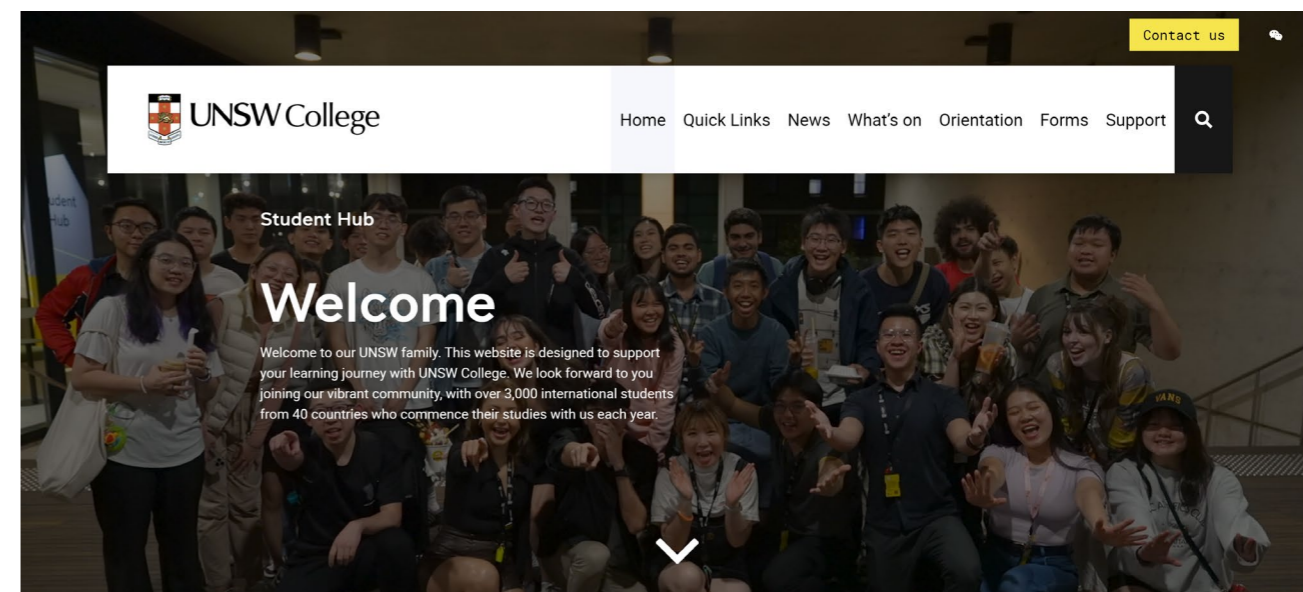 Contact us
UNSW College
Home Quick Links News What's on Orientation Forms Support
udent
Hub
Student Hub
Welcome
Welcome to our UNSW family. This website is designed to support
your learning journey with UNSW College. We look forward to you
joining our vibrant community, with over 3,000 international students
from 40 countries who commence their studies with us each year.
VANS